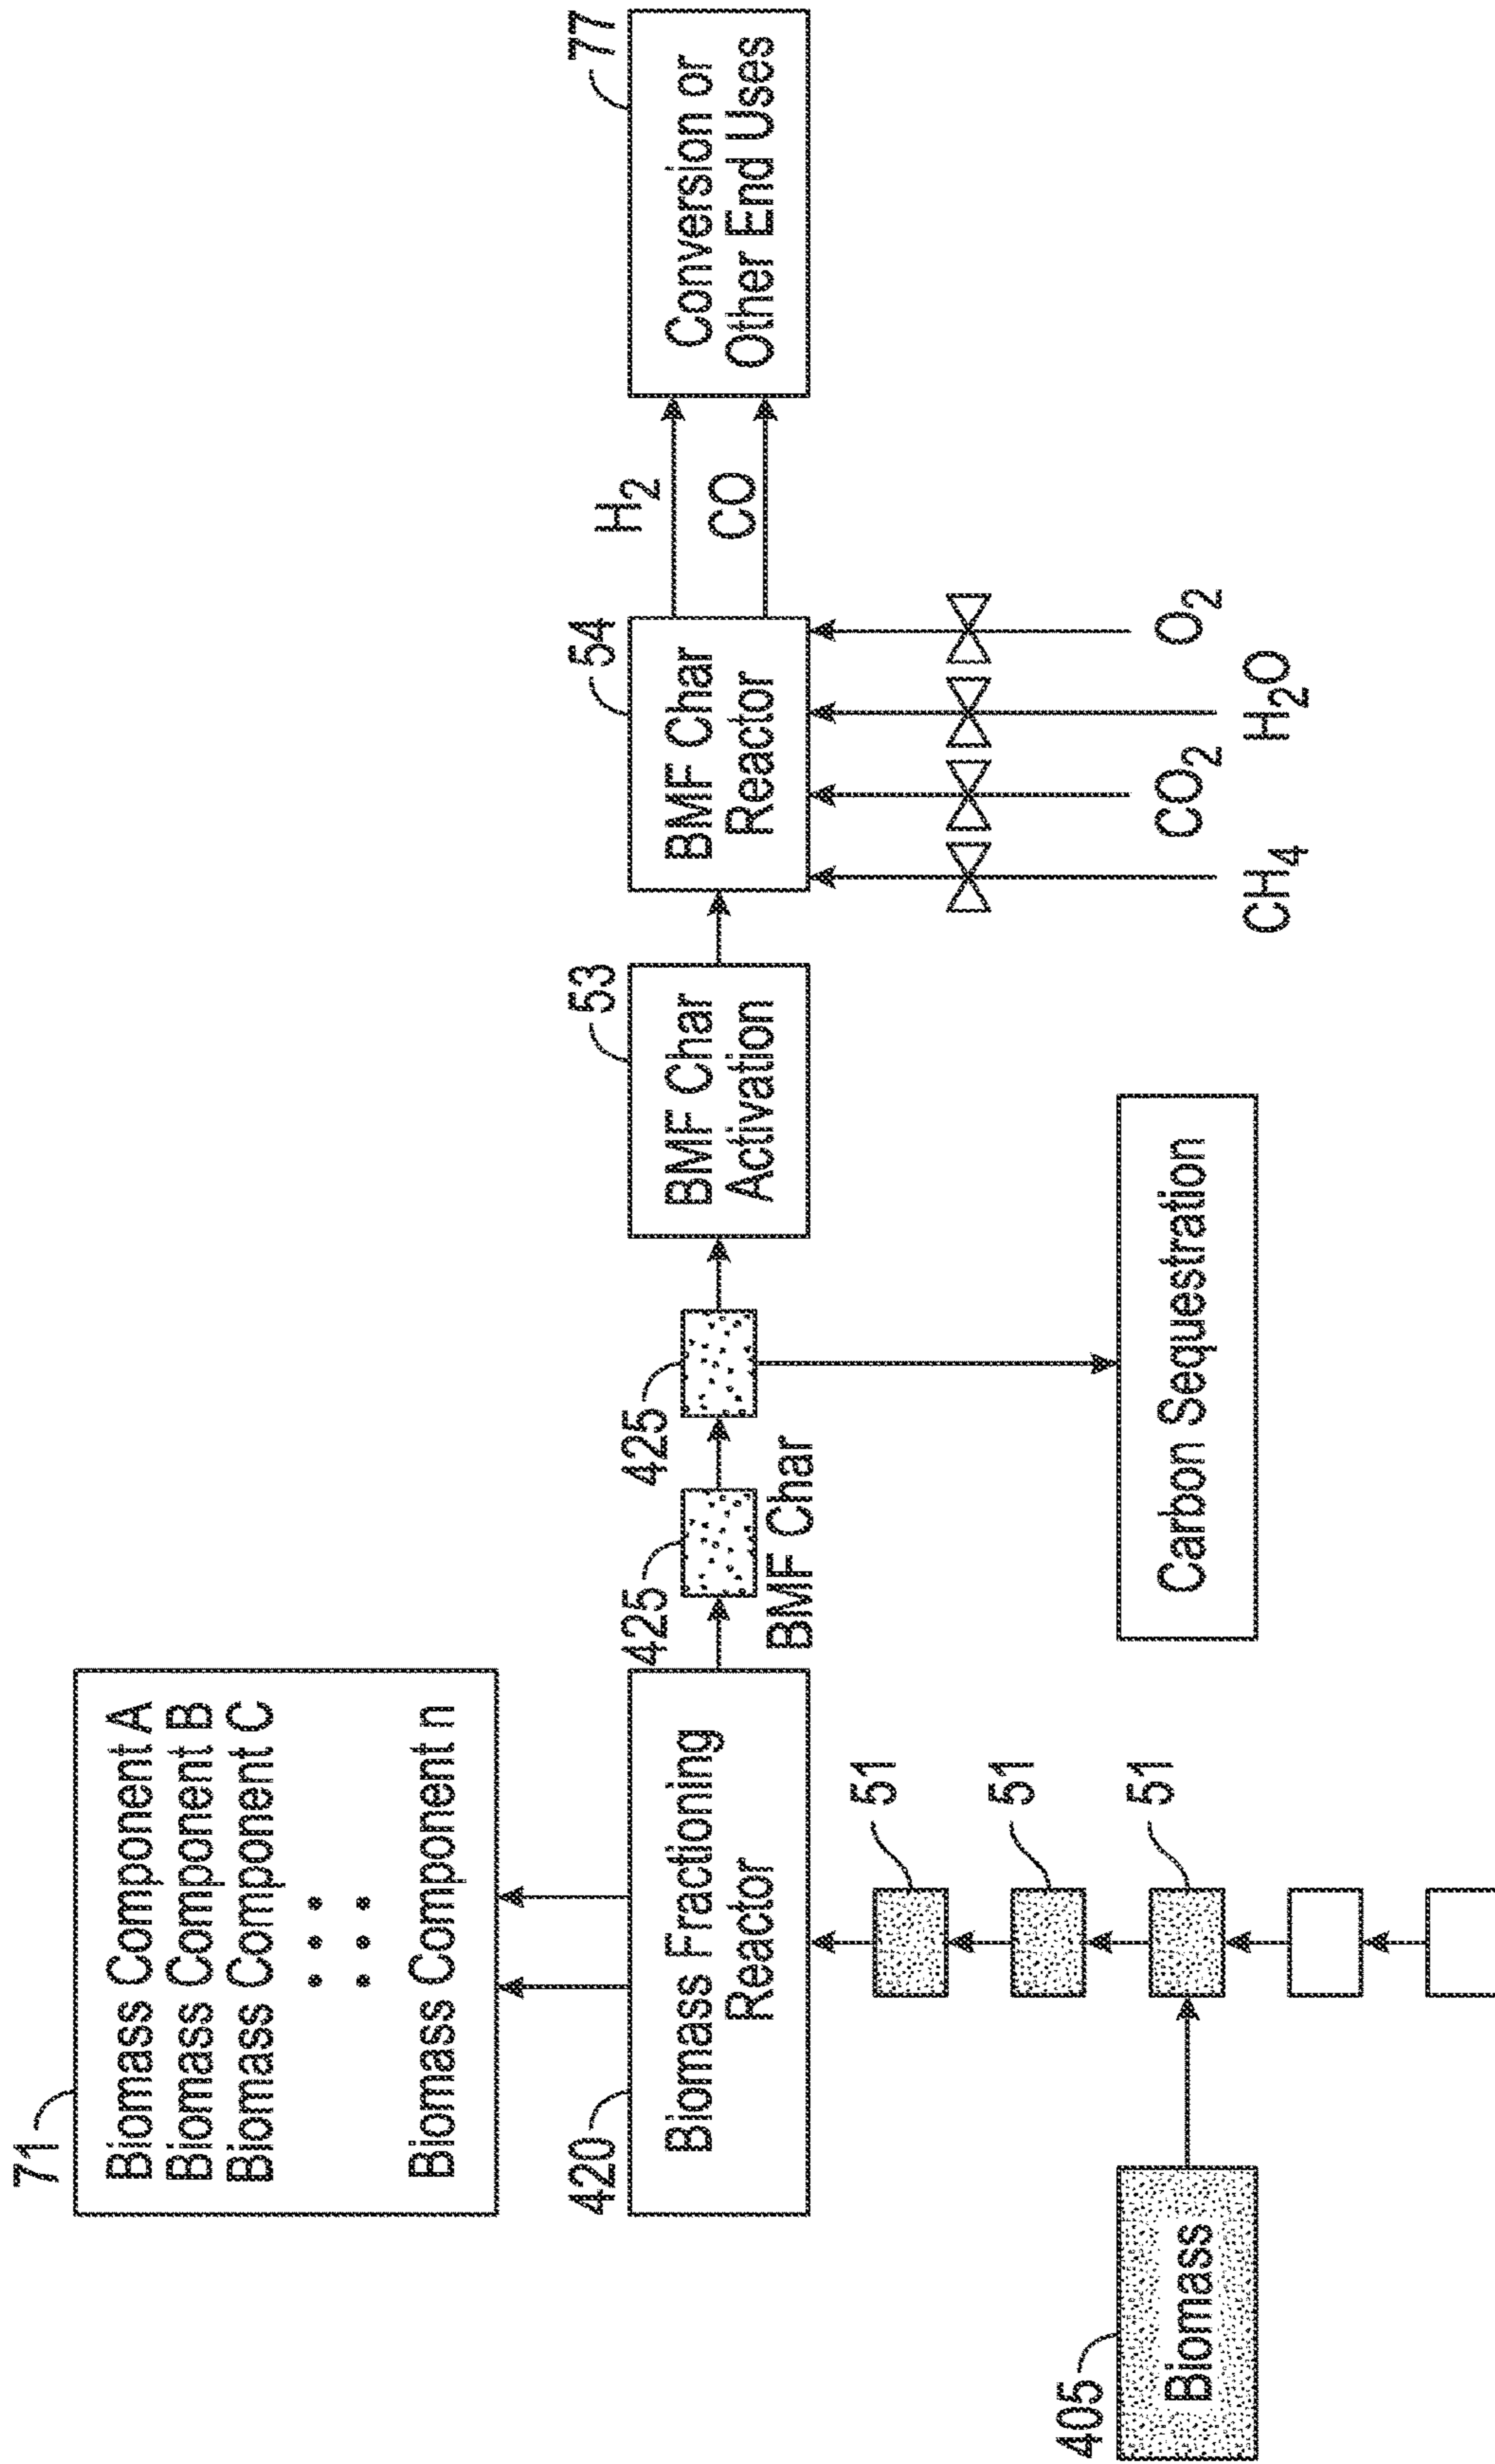 71
Biomass Component A
Biomass Component B
Biomass Component C
Biomass Component n
420
Biomass Fractioning
Reactor
425
425
BMF Char
53
BMF Char
Activation
54
BMF Char
Reactor
H2
CO
77
Conversion or
Other End Uses
CH4
CO2
H2O
O2
51
51
51
405
Biomass
Carbon Sequestration